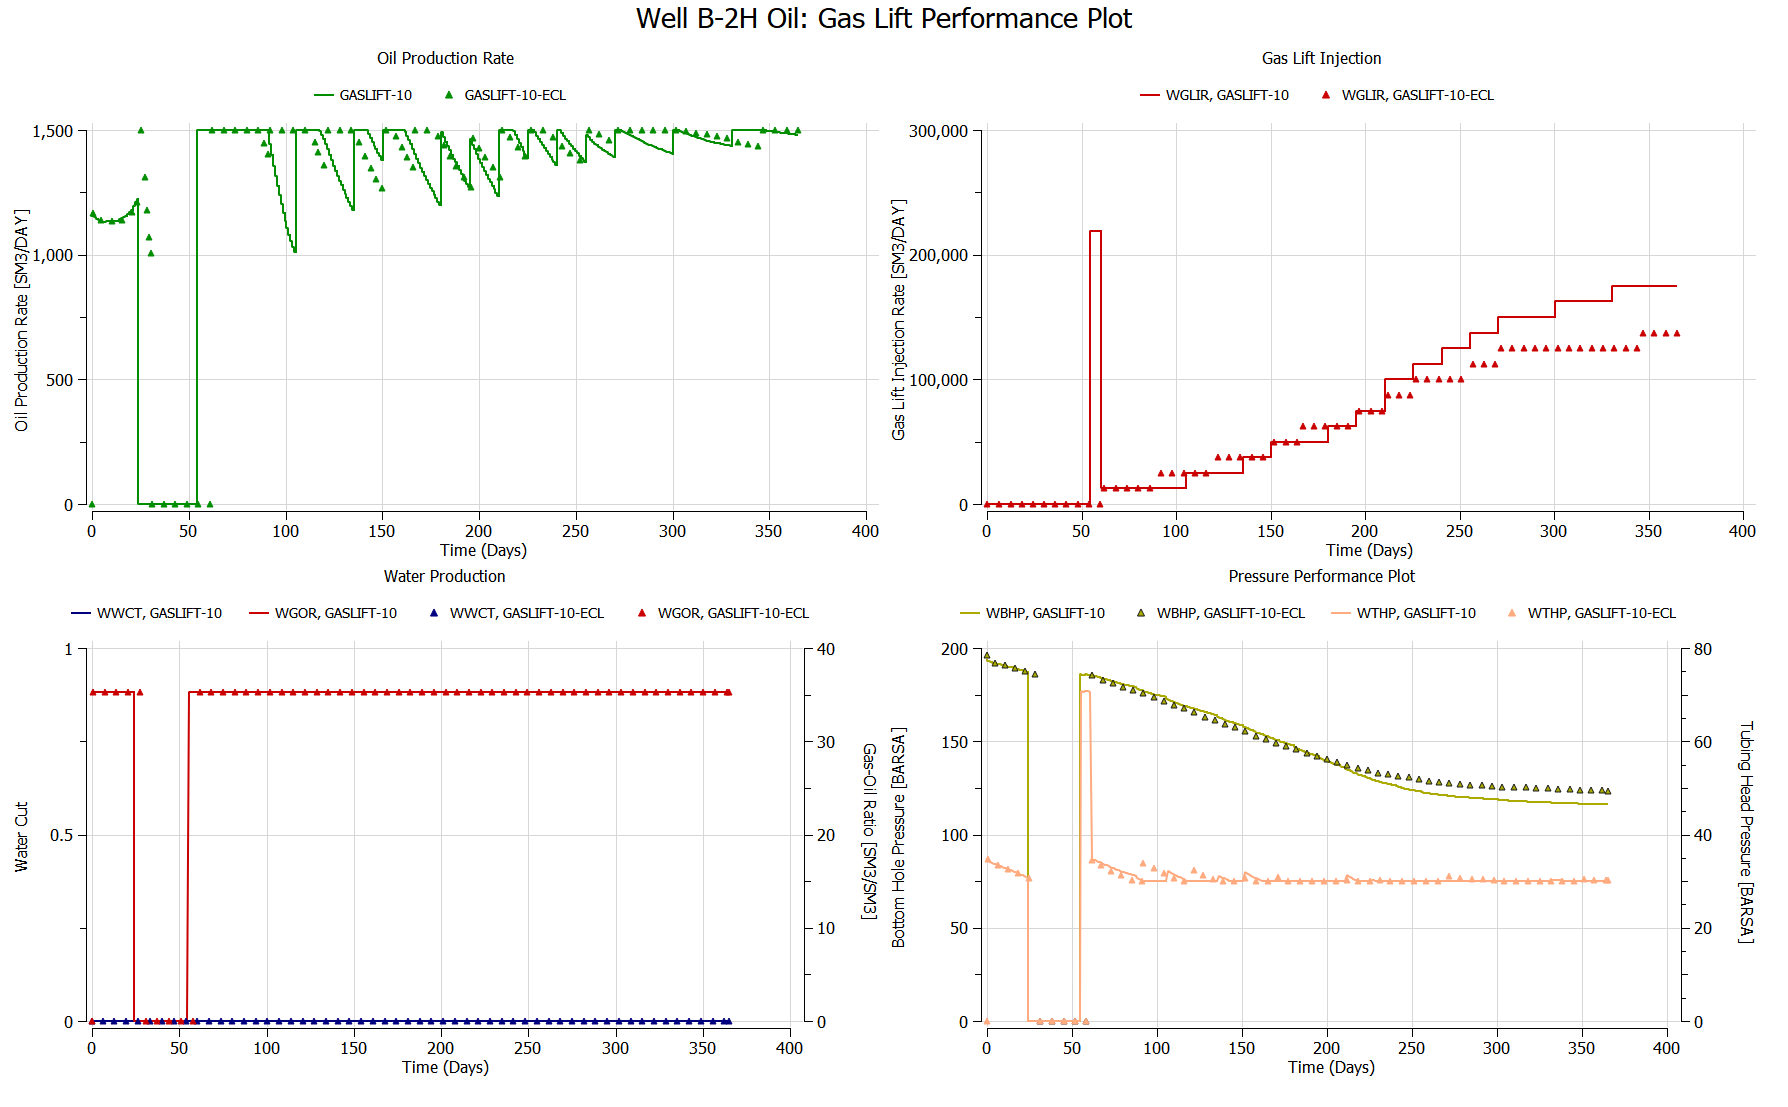 Well B-2H Oil: Gas Lift Performance Plot
Oil Production Rate
GASLIFT-10 GASLIFT-10-ECL
Oil Production Rate [SM3/DAY]
1,500
1,000
500
0
0 50 100 150 200 250 300 350 400
Time (Days)
Gas Lift Injection
WGLIR, GASLIFT-10 WGLIR, GASLIFT-10-ECL
Gas Lift Injection Rate [SM3/DAY]
300,000
200,000
100,000
0
0 50 100 150 200 250 300 350 400
Time (Days)
Water Production
WWCT, GASLIFT-10 WGOR, GASLIFT-10 WWCT, GASLIFT-10-ECL WGOR, GASLIFT-10-ECL
Water Cut
1
0.5
0
40
30
20
10
0
Gas-Oil Ratio [SM3/SM3]
0 50 100 150 200 250 300 350 400
Time (Days)
Pressure Performance Plot
WBHP, GASLIFT-10 WBHP, GASLIFT-10-ECL WTHP, GASLIFT-10 WTHP, GASLIFT-10-ECL
Bottom Hole Pressure [BARSA]
200
150
100
50
0
80
60
40
20
0
Tubing Head Pressure [BARSA]
0 50 100 150 200 250 300 350 400
Time (Days)